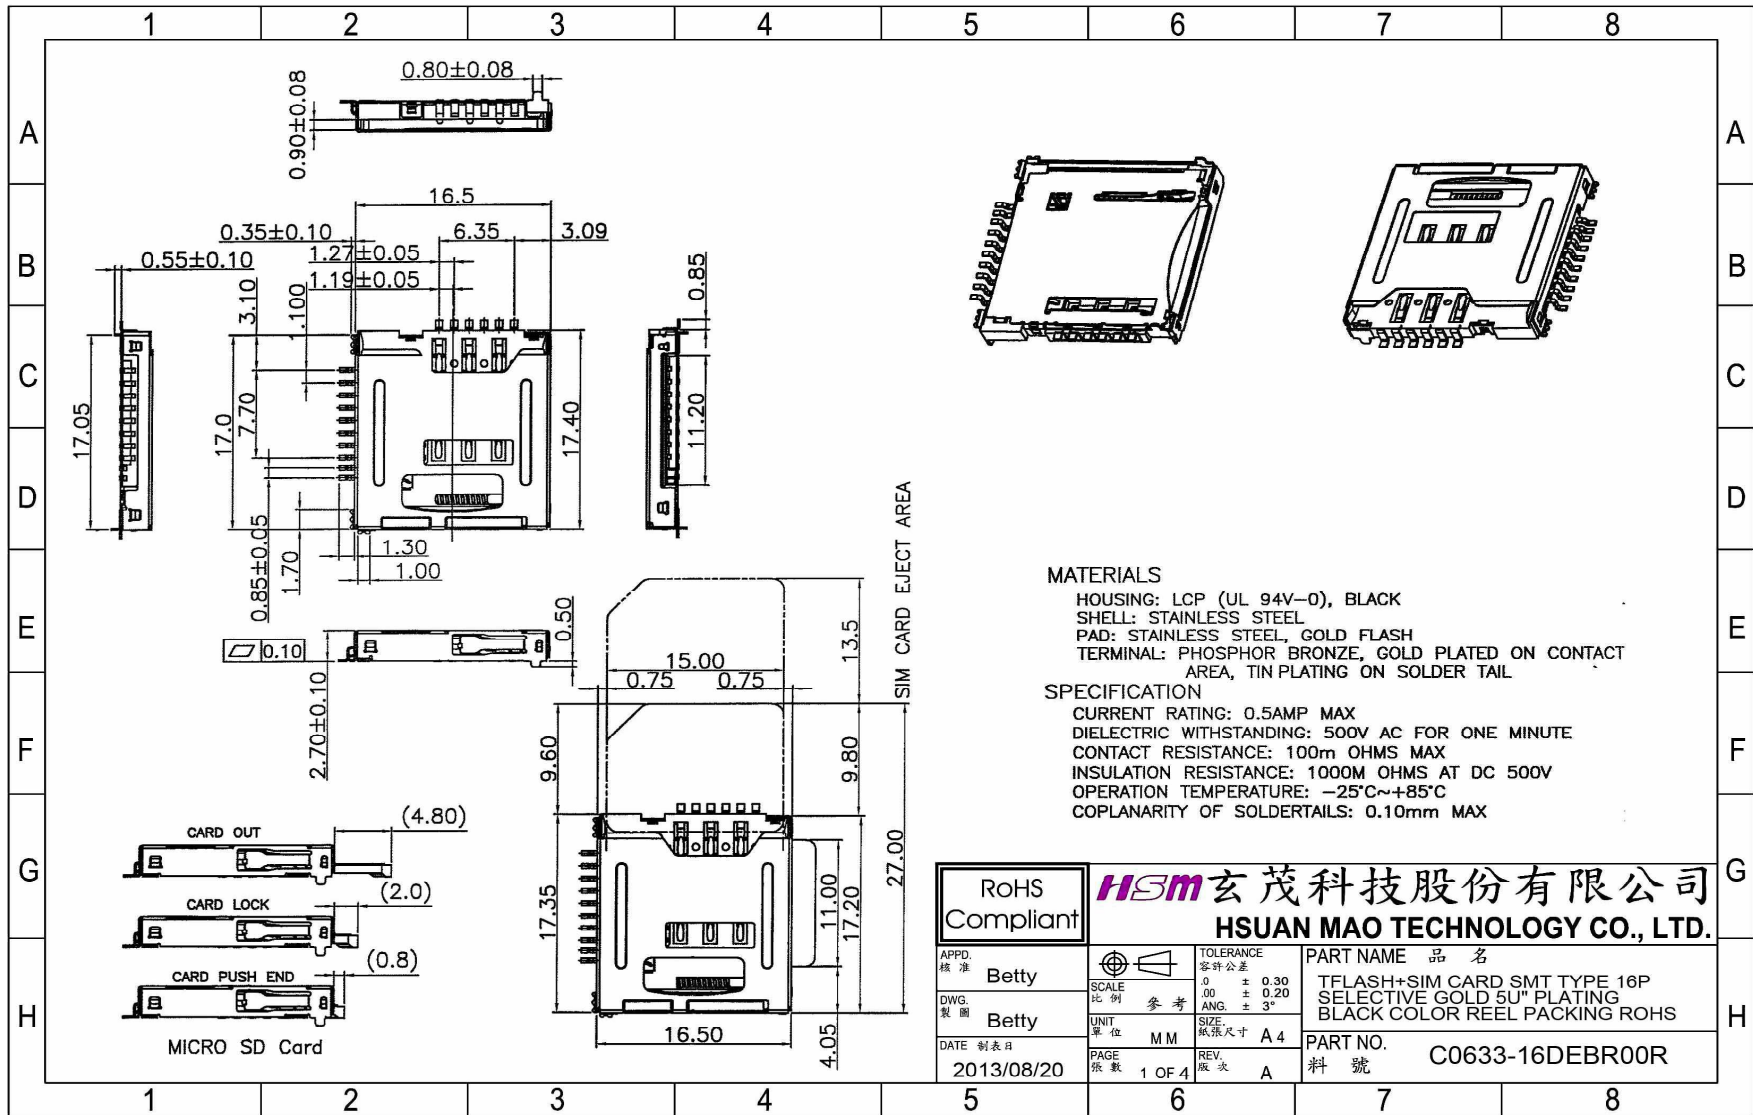 1 2 3 4 5 6 7 8
A A
B B
C C
D D
E E
F F
G G
H H
1 2 3 4 5 6 7 8
0.80±0.08
0.90±0.08
16.5
0.35±0.10
6.35
3.09
0.55±0.10
1.27±0.05
1.19±0.05
3.10
.100
0.85
17.05
17.0
7.70
17.40
11.20
0.85±0.05
1.70
1.30
1.00
0.10
2.70±0.10
0.50
SIM CARD EJECT AREA
13.5
15.00
0.75
0.75
9.60
9.80
27.00
17.35
11.00
17.20
16.50
4.05
CARD OUT
(4.80)
CARD LOCK
(2.0)
CARD PUSH END
(0.8)
MICRO SD Card
MATERIALS
HOUSING: LCP (UL 94V-0), BLACK
SHELL: STAINLESS STEEL
PAD: STAINLESS STEEL, GOLD FLASH
TERMINAL: PHOSPHOR BRONZE, GOLD PLATED ON CONTACT
AREA, TIN PLATING ON SOLDER TAIL
SPECIFICATION
CURRENT RATING: 0.5AMP MAX
DIELECTRIC WITHSTANDING: 500V AC FOR ONE MINUTE
CONTACT RESISTANCE: 100m OHMS MAX
INSULATION RESISTANCE: 1000M OHMS AT DC 500V
OPERATION TEMPERATURE: -25°C~+85°C
COPLANARITY OF SOLDERTAILS: 0.10mm MAX
RoHS
Compliant
HSM 玄茂科技股份有限公司
HSUAN MAO TECHNOLOGY CO., LTD.
APPD.
核 准 Betty
DWG.
製 圖 Betty
DATE 制表日
2013/08/20
SCALE
比 例 參 考
UNIT
單 位 MM
PAGE
張 數 1 OF 4
TOLERANCE
容許公差
.0 ± 0.30
.00 ± 0.20
ANG. ± 3°
SIZE.
紙張尺寸 A4
REV.
版 次 A
PART NAME 品 名
TFLASH+SIM CARD SMT TYPE 16P
SELECTIVE GOLD 5U" PLATING
BLACK COLOR REEL PACKING ROHS
PART NO.
料 號 C0633-16DEBR00R